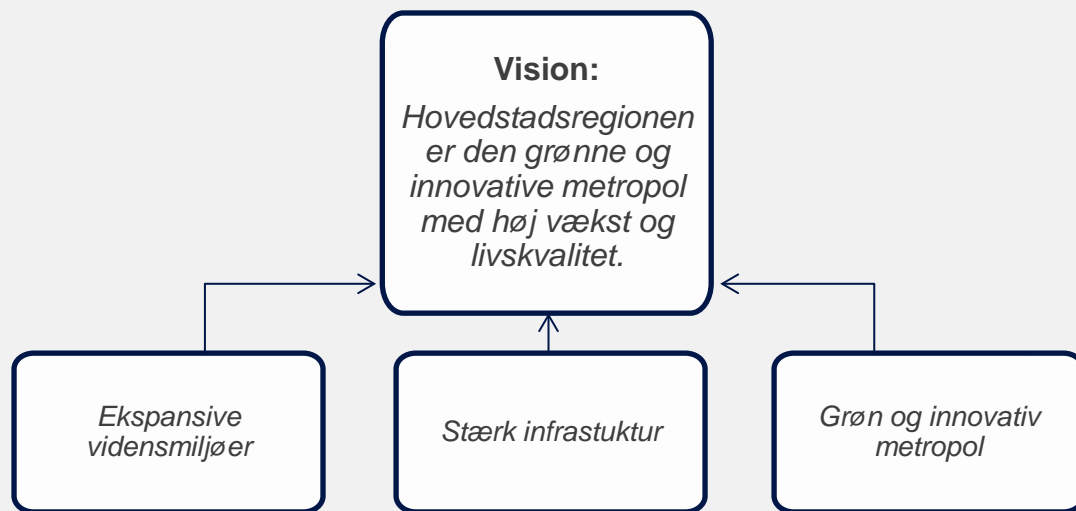 Vision:
Hovedstadsregionen
er den grønne og
innovative metropol
med høj vækst og
livskvalitet.
Ekspansive
vidensmiljøer
Stærk infrastuktur
Grøn og innovativ
metropol